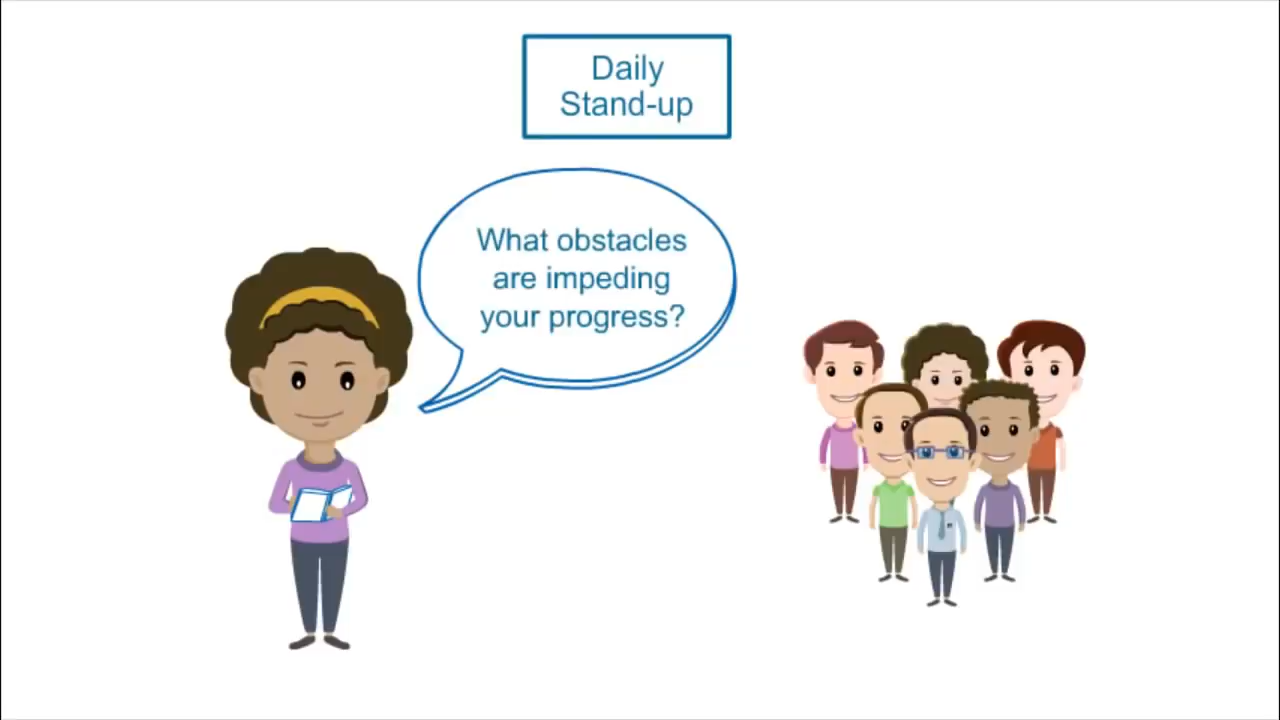 Daily
Stand-up
What obstacles
are impeding
your progress?